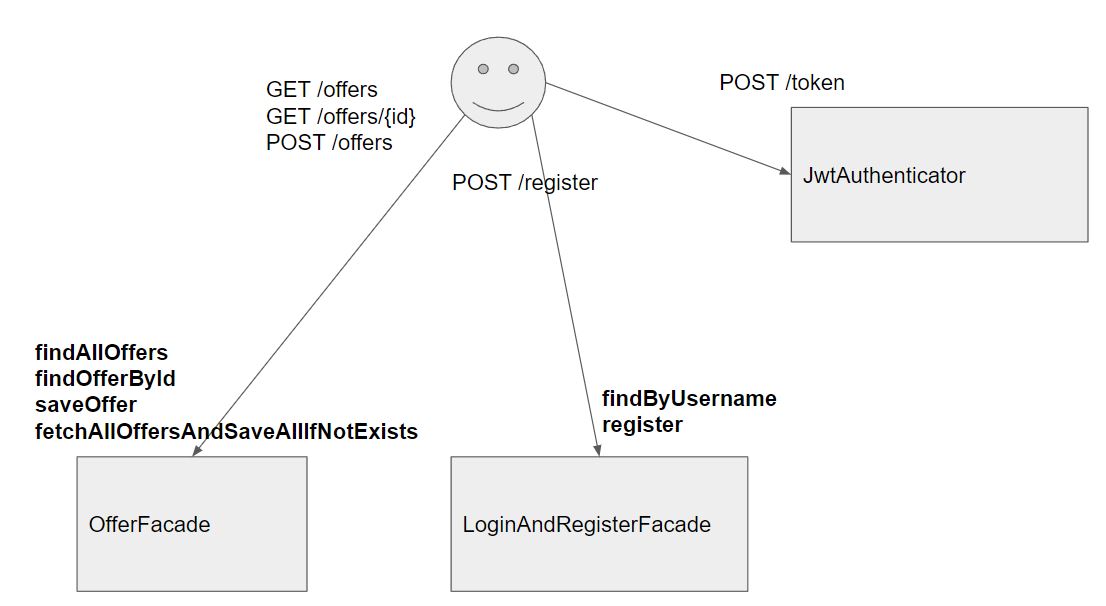 GET /offers
GET /offers/{id}
POST /offers
POST /token
POST /register
JwtAuthenticator
findAllOffers
findOfferById
saveOffer
fetchAllOffersAndSaveAllIfNotExists
findByUsername
register
OfferFacade
LoginAndRegisterFacade